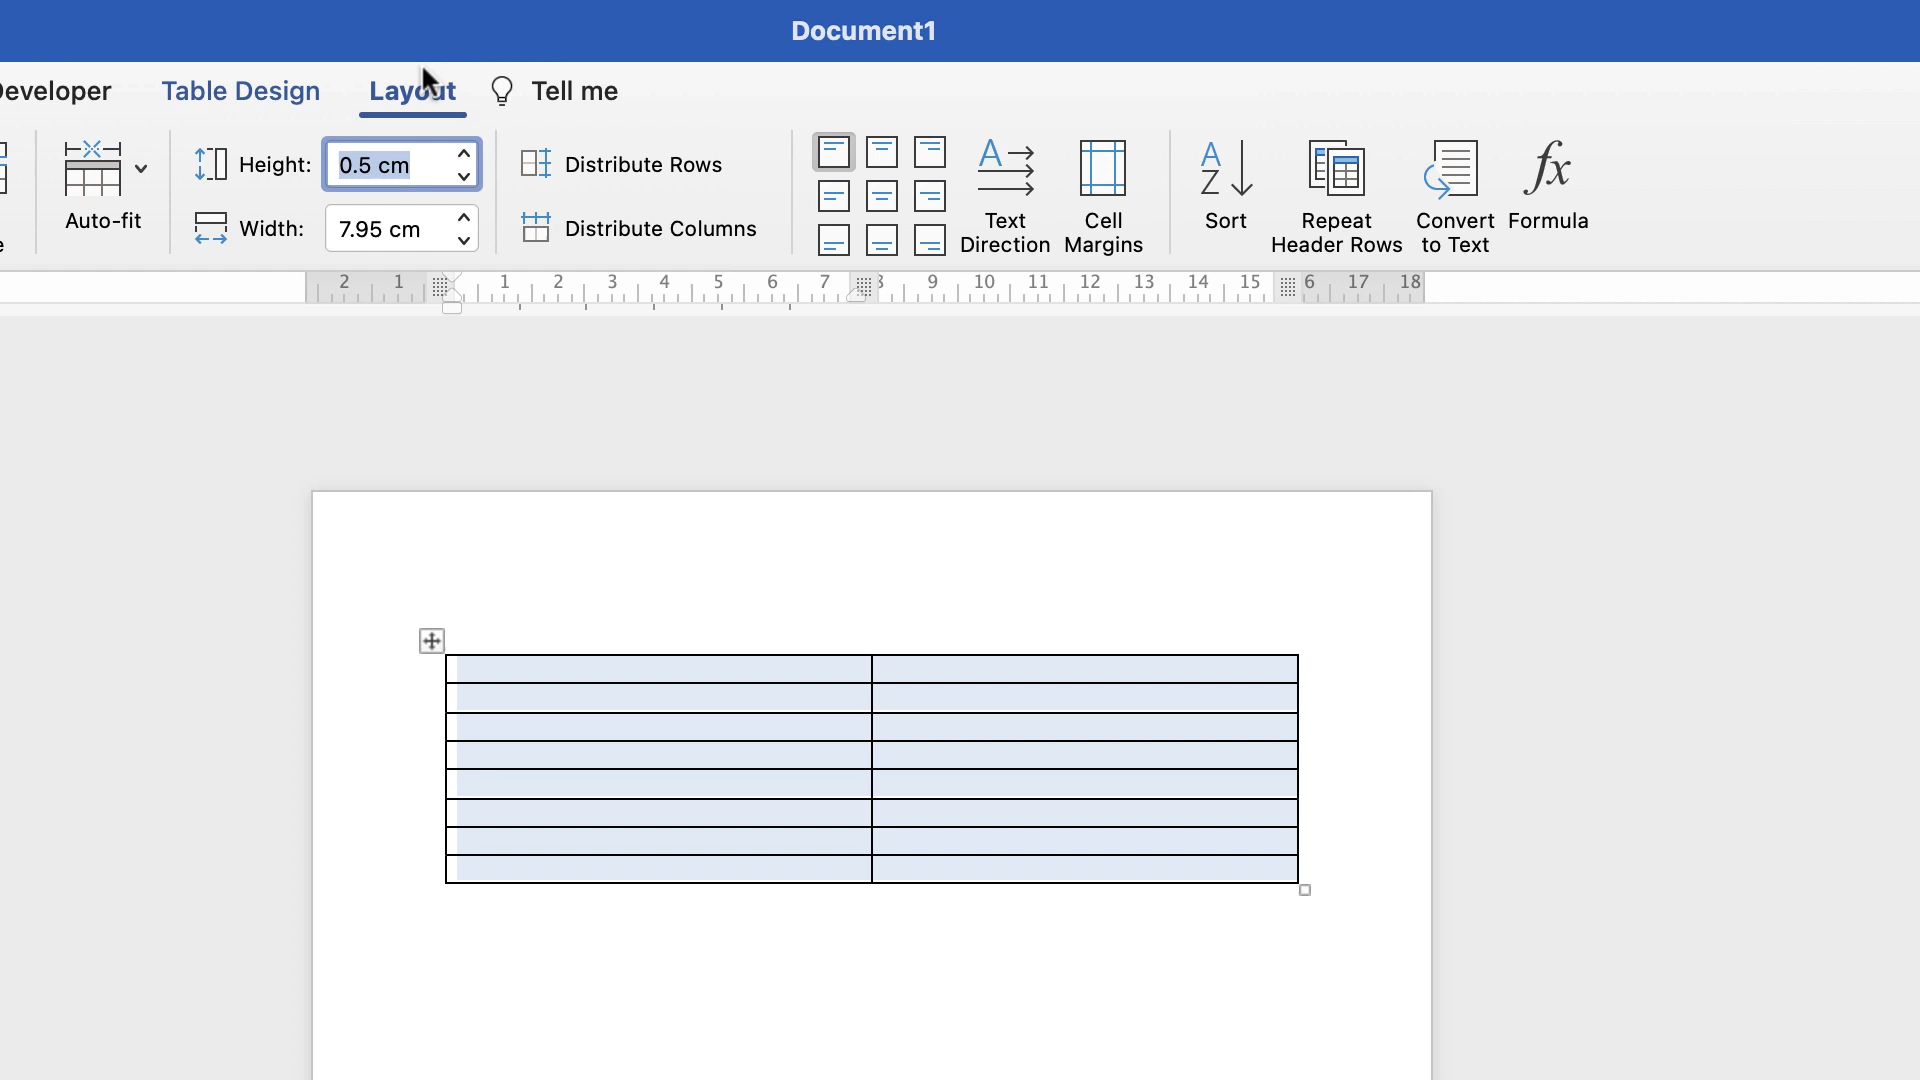 Document1
Developer Table Design Layout Tell me
Height: 0.5 cm
Distribute Rows
Auto-fit
Width: 7.95 cm
Distribute Columns
Text
Direction
Cell
Margins
A
Z
Sort
Repeat
Header Rows
Convert
to Text
fx
Formula
2 1 1 2 3 4 5 6 7 9 10 11 12 13 14 15 6 17 18